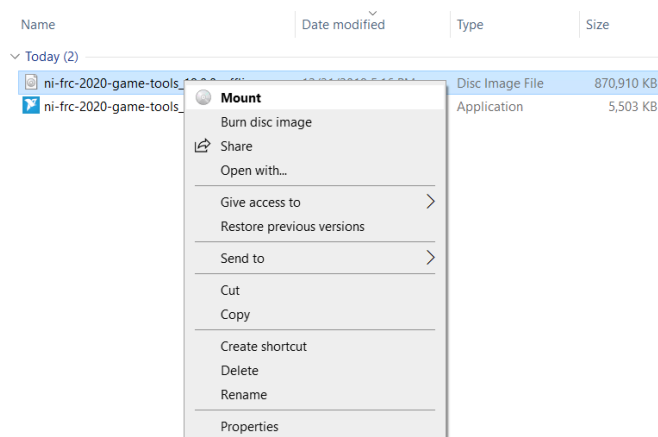 Name Date modified Type Size
Today (2)
ni-frc-2020-game-tools_ Disc Image File 870,910 KB
ni-frc-2020-game-tools_ Application 5,503 KB
Mount
Burn disc image
Share
Open with...
Give access to
Restore previous versions
Send to
Cut
Copy
Create shortcut
Delete
Rename
Properties